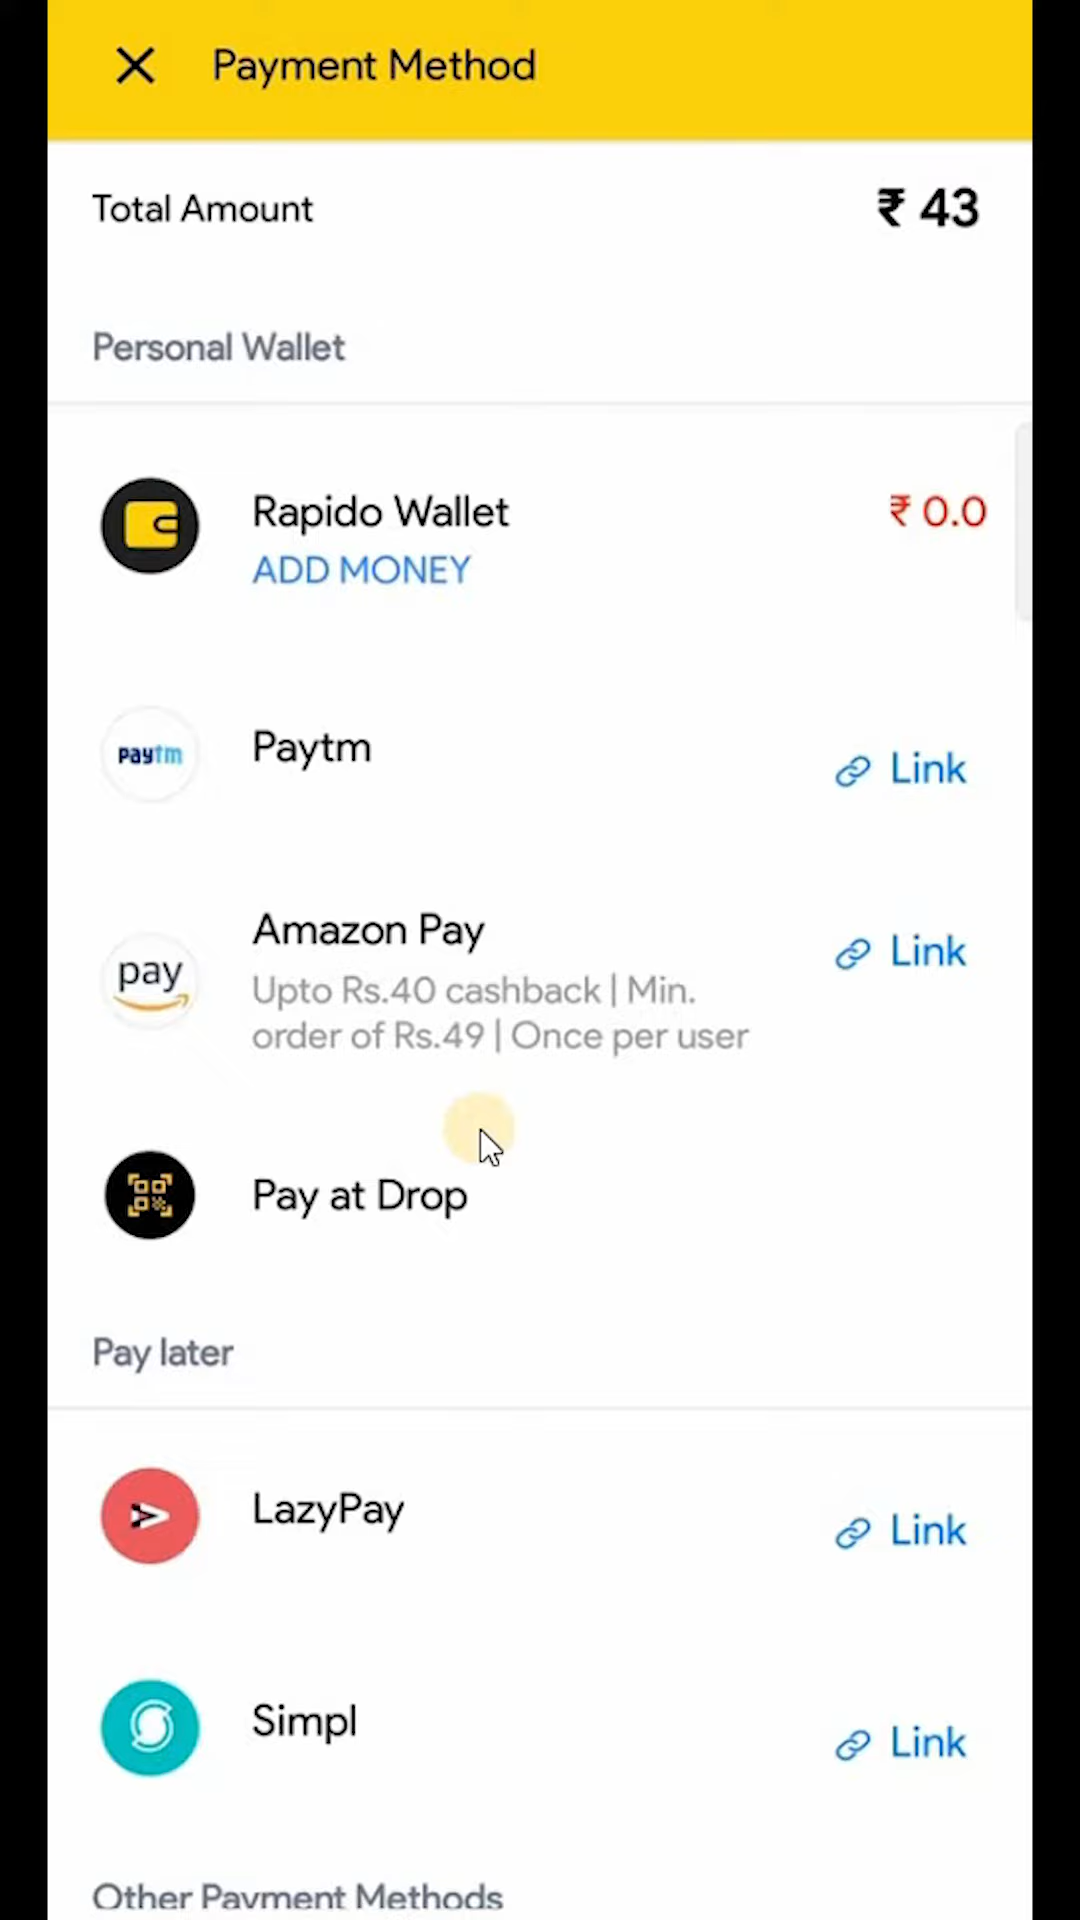 Payment Method
Total Amount
₹ 43
Personal Wallet
Rapido Wallet
₹ 0.0
ADD MONEY
paytm
Paytm
Link
pay
Amazon Pay
Link
Upto Rs.40 cashback | Min.
order of Rs.49 | Once per user
Pay at Drop
Pay later
LazyPay
Link
Simpl
Link
Other Payment Methods